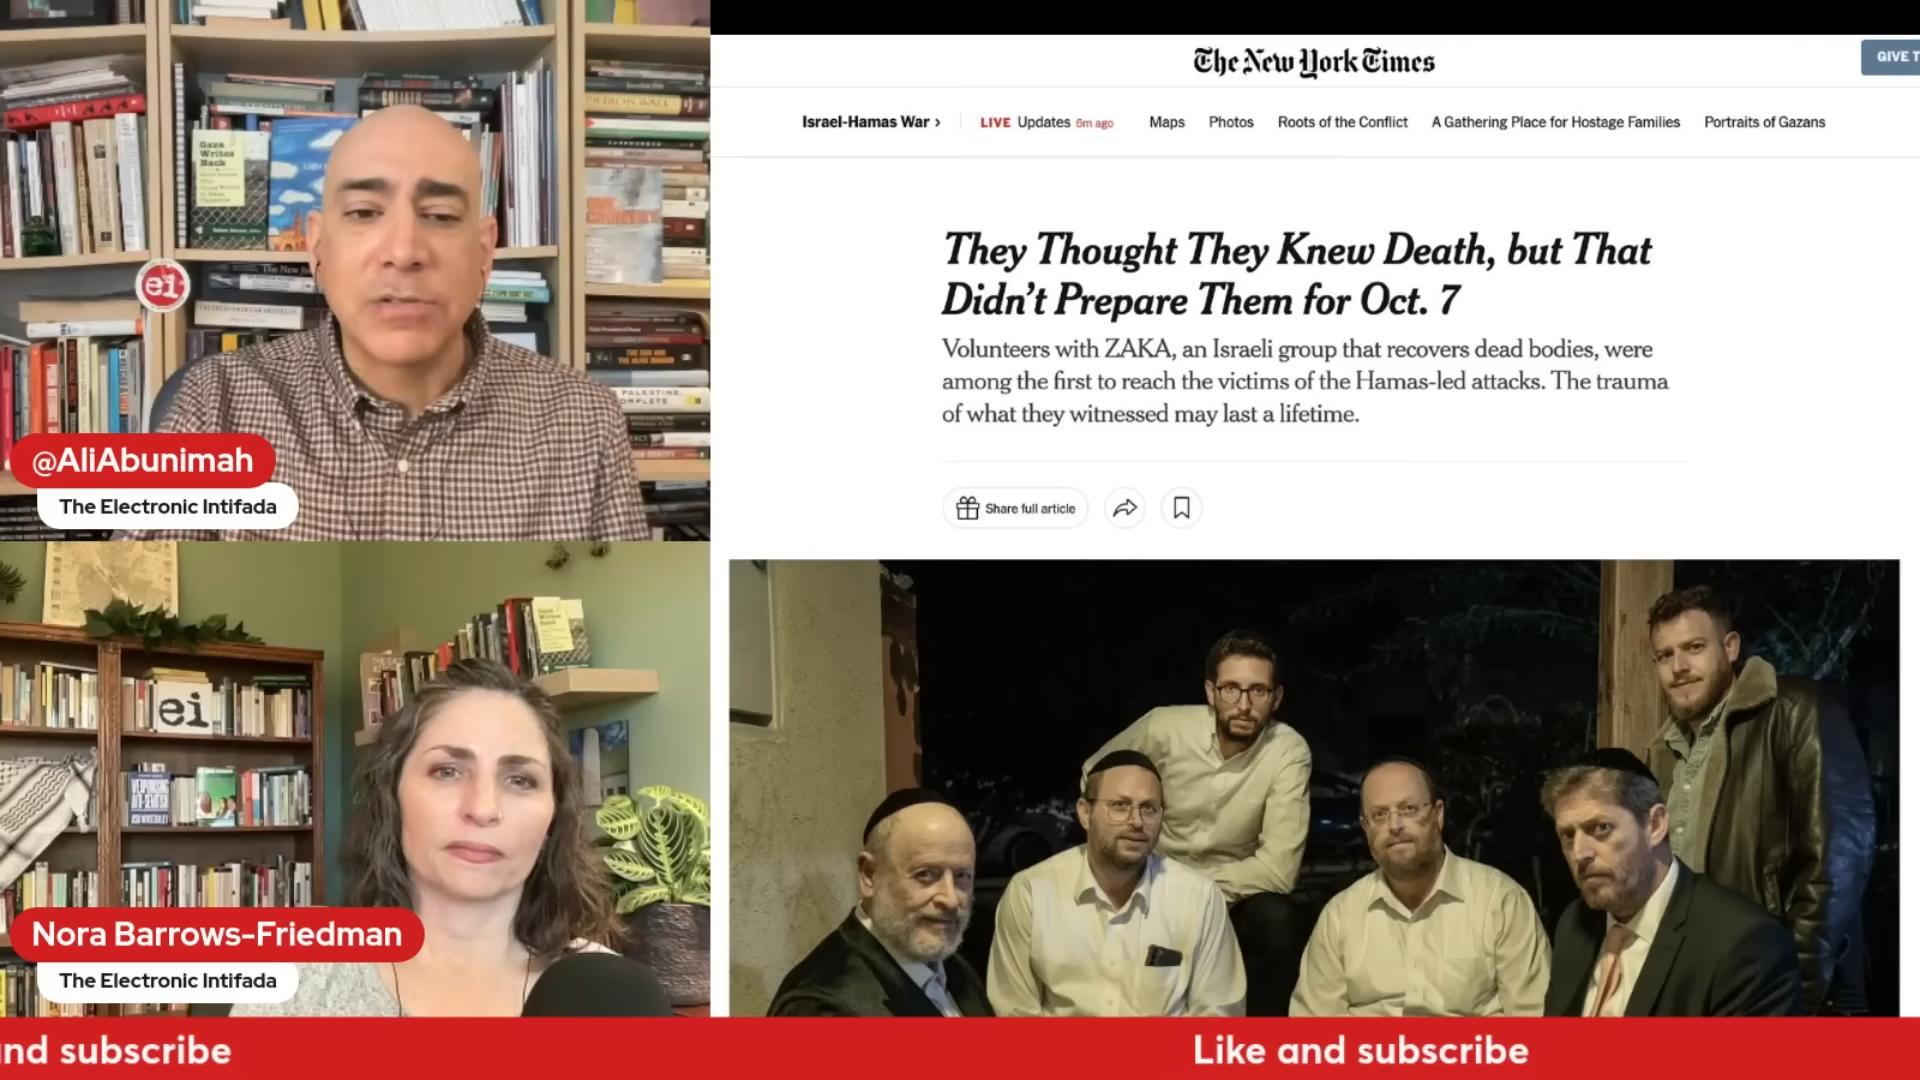 Gaza
Writes
Back
ei
@AliAbunimah
The Electronic Intifada
ei
Nora Barrows-Friedman
The Electronic Intifada
The New York Times
GIVE T
Israel-Hamas War ›
LIVE Updates 6m ago
Maps
Photos
Roots of the Conflict
A Gathering Place for Hostage Families
Portraits of Gazans
They Thought They Knew Death, but That
Didn't Prepare Them for Oct. 7
Volunteers with ZAKA, an Israeli group that recovers dead bodies, were
among the first to reach the victims of the Hamas-led attacks. The trauma
of what they witnessed may last a lifetime.
Share full article
nd subscribe
Like and subscribe